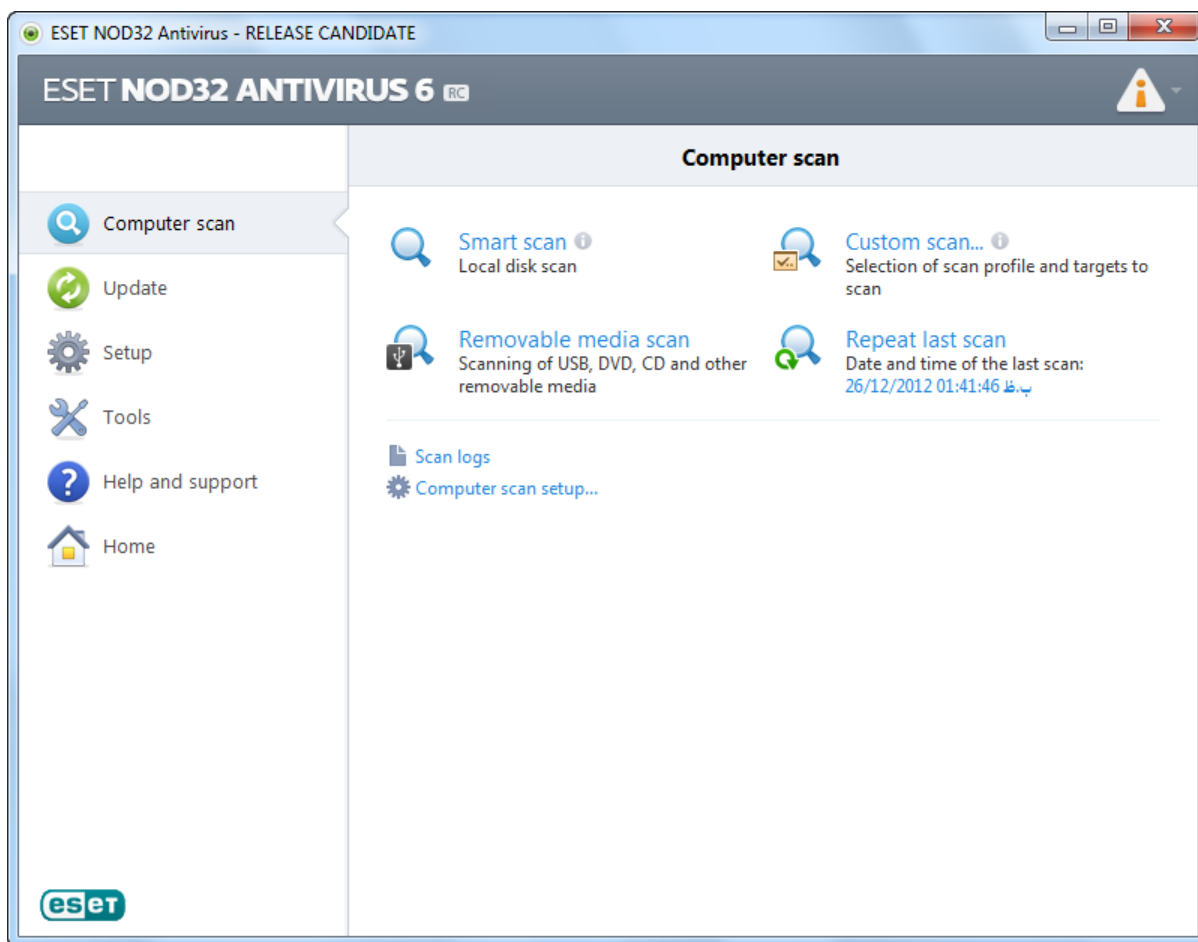 ESET NOD32 Antivirus - RELEASE CANDIDATE
ESET NOD32 ANTIVIRUS 6 RC
Computer scan
Computer scan
Update
Setup
Tools
Help and support
Home
Smart scan
Local disk scan
Custom scan...
Selection of scan profile and targets to
scan
Removable media scan
Scanning of USB, DVD, CD and other
removable media
Repeat last scan
Date and time of the last scan:
26/12/2012 01:41:46 ب.ظ
Scan logs
Computer scan setup...
eset